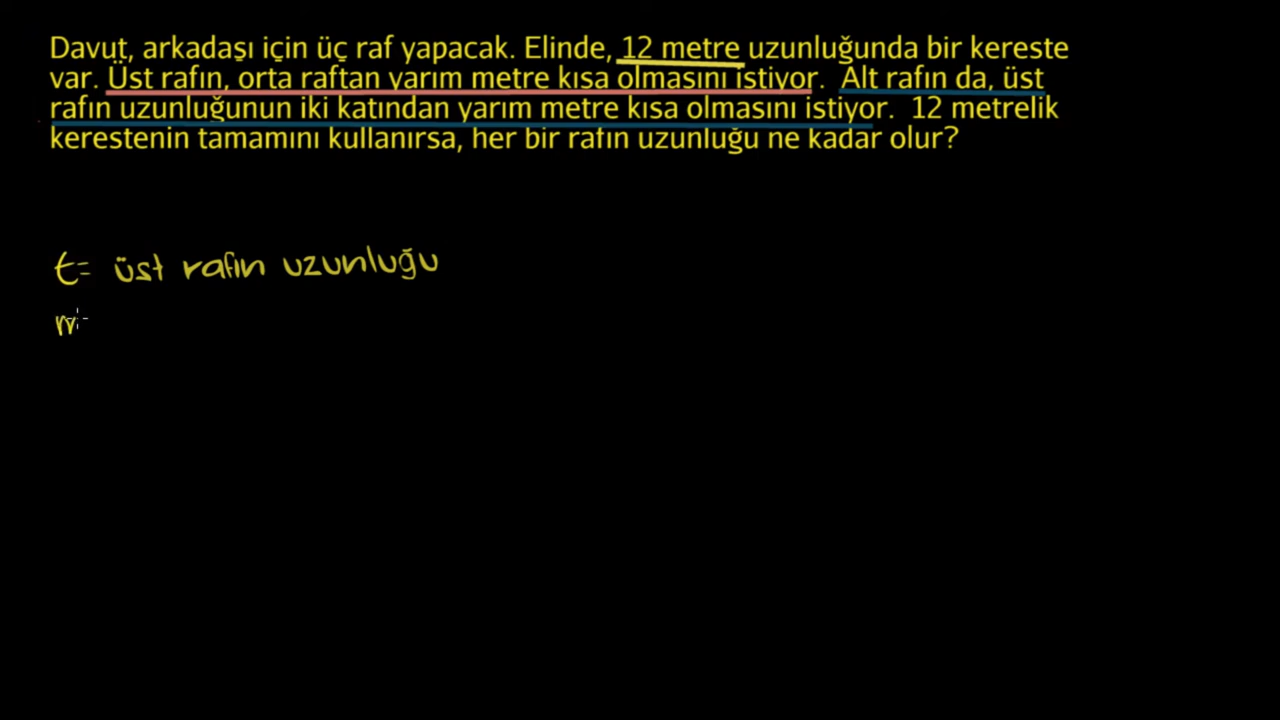 Davut, arkadaşı için üç raf yapacak. Elinde, 12 metre uzunluğunda bir kereste
var. Üst rafın, orta raftan yarım metre kısa olmasını istiyor. Alt rafın da, üst
rafın uzunluğunun iki katından yarım metre kısa olmasını istiyor. 12 metrelik
kerestenin tamamını kullanırsa, her bir rafın uzunluğu ne kadar olur?
t= üst rafın uzunluğu
m